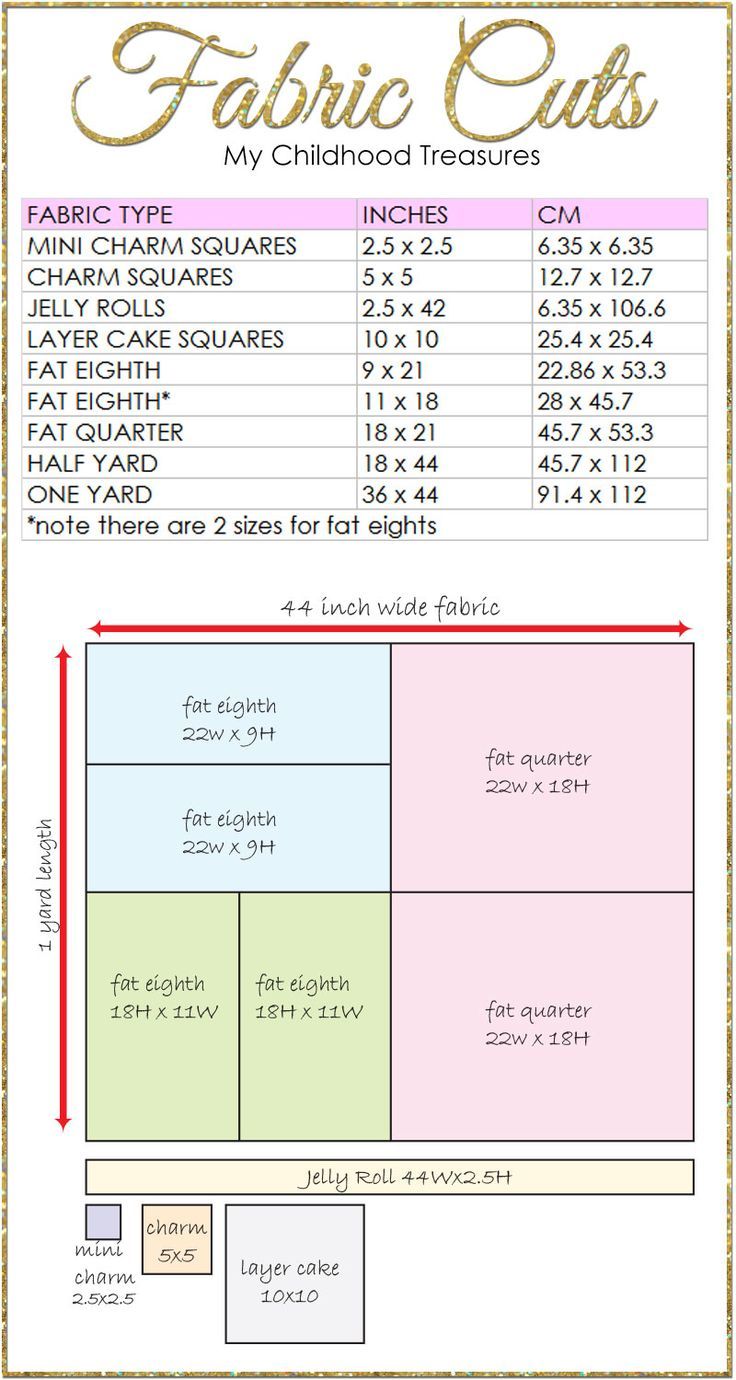 Fabric Cuts
My Childhood Treasures
FABRIC TYPE INCHES CM
MINI CHARM SQUARES 2.5 x 2.5 6.35 x 6.35
CHARM SQUARES 5 x 5 12.7 x 12.7
JELLY ROLLS 2.5 x 42 6.35 x 106.6
LAYER CAKE SQUARES 10 x 10 25.4 x 25.4
FAT EIGHTH 9 x 21 22.86 x 53.3
FAT EIGHTH* 11 x 18 28 x 45.7
FAT QUARTER 18 x 21 45.7 x 53.3
HALF YARD 18 x 44 45.7 x 112
ONE YARD 36 x 44 91.4 x 112
*note there are 2 sizes for fat eights
44 inch wide fabric
1 yard length
fat eighth
22w x 9H
fat quarter
22w x 18H
fat eighth
22w x 9H
fat eighth
18H x 11W
fat eighth
18H x 11W
fat quarter
22w x 18H
Jelly Roll 44Wx2.5H
mini
charm
2.5x2.5
charm
5x5
layer cake
10x10